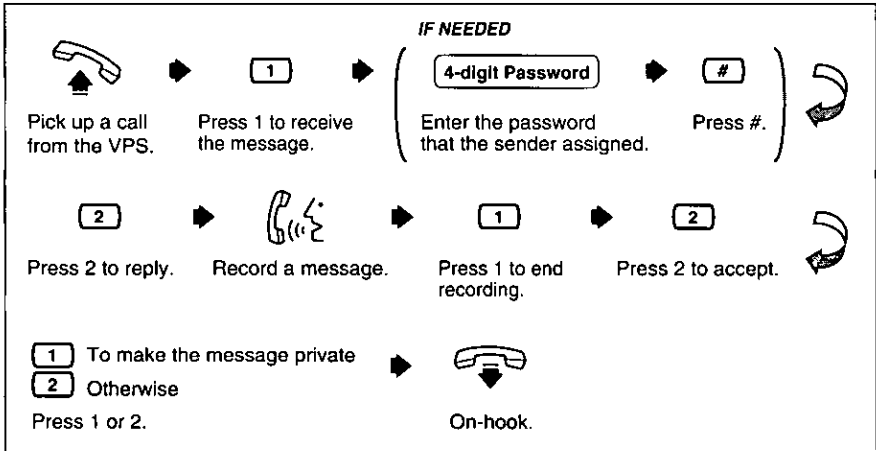 IF NEEDED
1
4-digit Password
#
Pick up a call
from the VPS.
Press 1 to receive
the message.
Enter the password
that the sender assigned.
Press #.
2
1
2
Press 2 to reply.
Record a message.
Press 1 to end
recording.
Press 2 to accept.
1 To make the message private
2 Otherwise
Press 1 or 2.
On-hook.